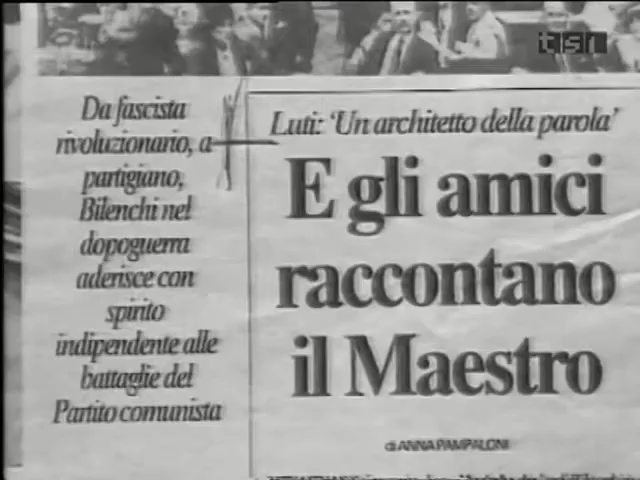 tsr
Da fascista
rivoluzionario, a
partigiano,
Bilenchi nel
dopoguerra
aderisce con
spirito
indipendente alle
battaglie del
Partito comunista
Luti: 'Un architetto della parola'
E gli amici
raccontano
il Maestro
di ANNA PAMPALONI